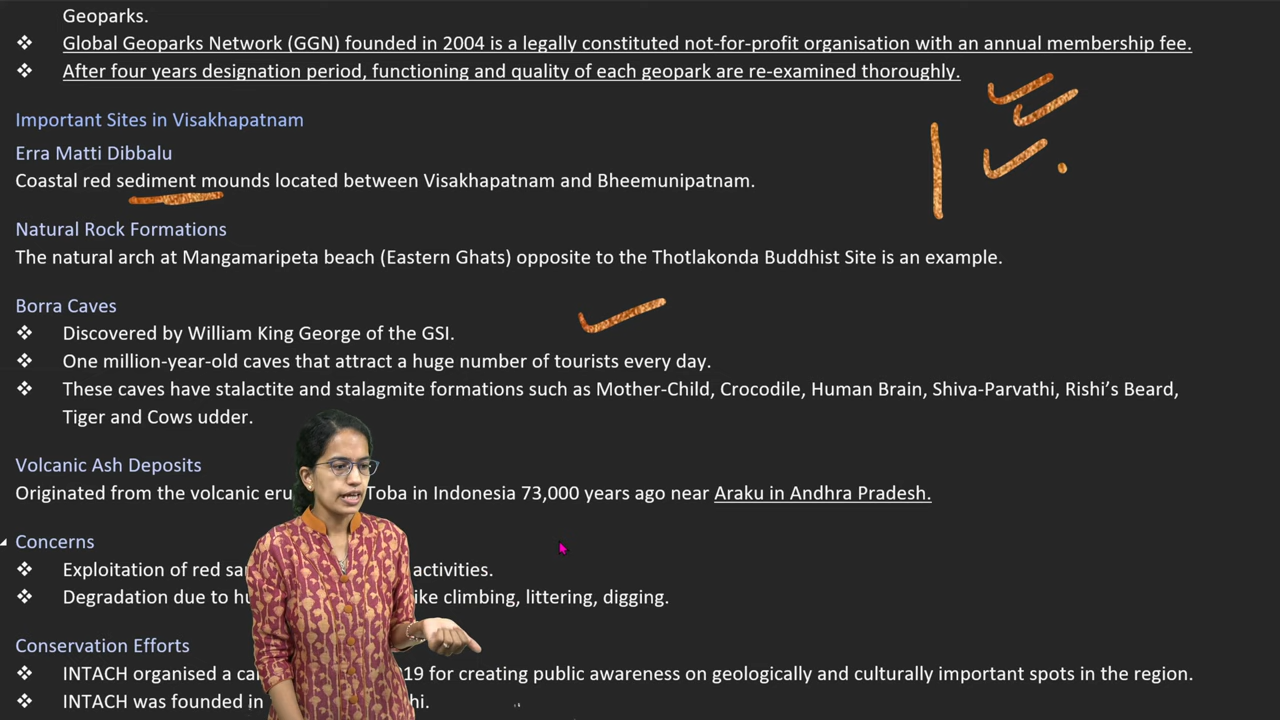 Geoparks.
❖ Global Geoparks Network (GGN) founded in 2004 is a legally constituted not-for-profit organisation with an annual membership fee.
❖ After four years designation period, functioning and quality of each geopark are re-examined thoroughly.
Important Sites in Visakhapatnam
Erra Matti Dibbalu
Coastal red sediment mounds located between Visakhapatnam and Bheemunipatnam.
Natural Rock Formations
The natural arch at Mangamaripeta beach (Eastern Ghats) opposite to the Thotlakonda Buddhist Site is an example.
Borra Caves
❖ Discovered by William King George of the GSI.
❖ One million-year-old caves that attract a huge number of tourists every day.
❖ These caves have stalactite and stalagmite formations such as Mother-Child, Crocodile, Human Brain, Shiva-Parvathi, Rishi's Beard,
Tiger and Cows udder.
Volcanic Ash Deposits
Originated from the volcanic Toba in Indonesia 73,000 years ago near Araku in Andhra Pradesh.
Concerns
❖ Exploitation of red activities.
❖ Degradation due to like climbing, littering, digging.
Conservation Efforts
❖ INTACH organised a for creating public awareness on geologically and culturally important spots in the region.
❖ INTACH was founded in